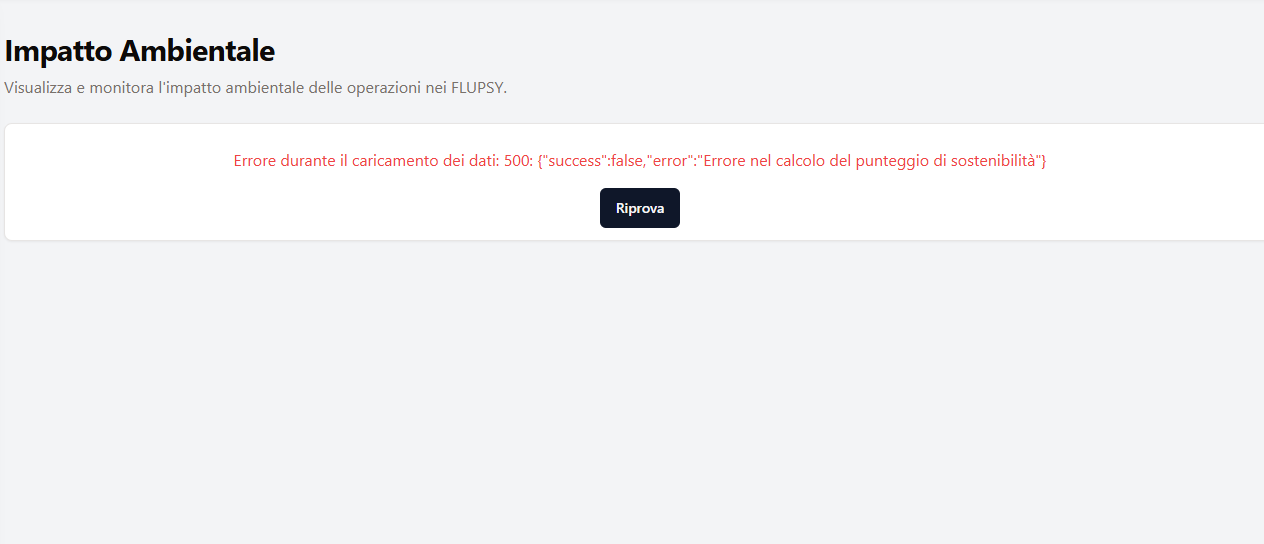 Impatto Ambientale
Visualizza e monitora l'impatto ambientale delle operazioni nei FLUPSY.
Errore durante il caricamento dei dati: 500: {"success":false,"error":"Errore nel calcolo del punteggio di sostenibilità"}
Riprova